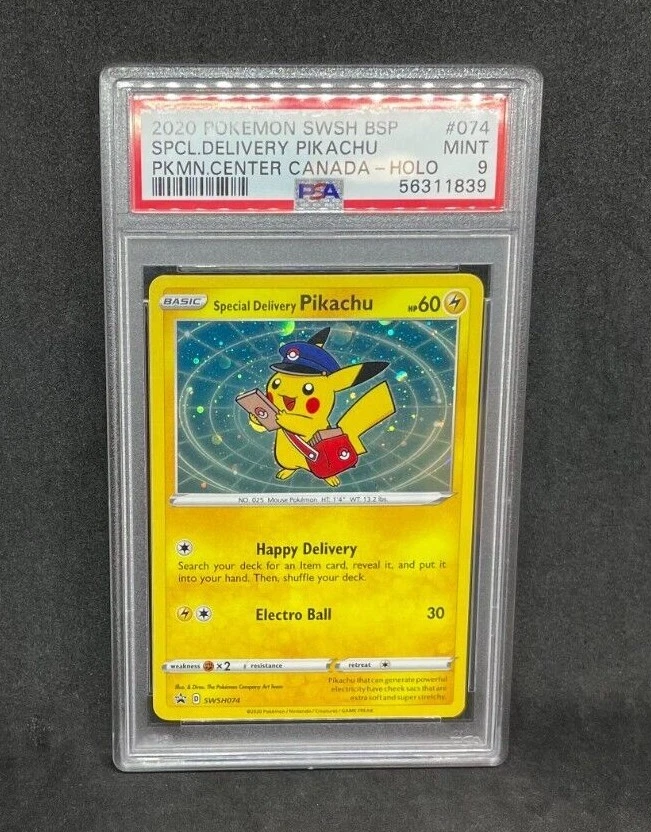 2020 POKEMON SWSH BSP #074
SPCL.DELIVERY PIKACHU MINT
PKMN.CENTER CANADA - HOLO 9
PSA 56311839
BASIC Special Delivery Pikachu HP 60
NO. 025 Mouse Pokémon HT. 1'4" WT. 13.2 lbs.
Happy Delivery
Search your deck for an Item card, reveal it, and put it
into your hand. Then, shuffle your deck.
Electro Ball 30
weakness ×2 resistance retreat
Illus. & Direc. The Pokémon Company Art Team
Pikachu that can generate powerful
electricity have cheek sacs that are
extra soft and super stretchy.
D SWSH074
©2020 Pokémon / Nintendo / Creatures / GAME FREAK